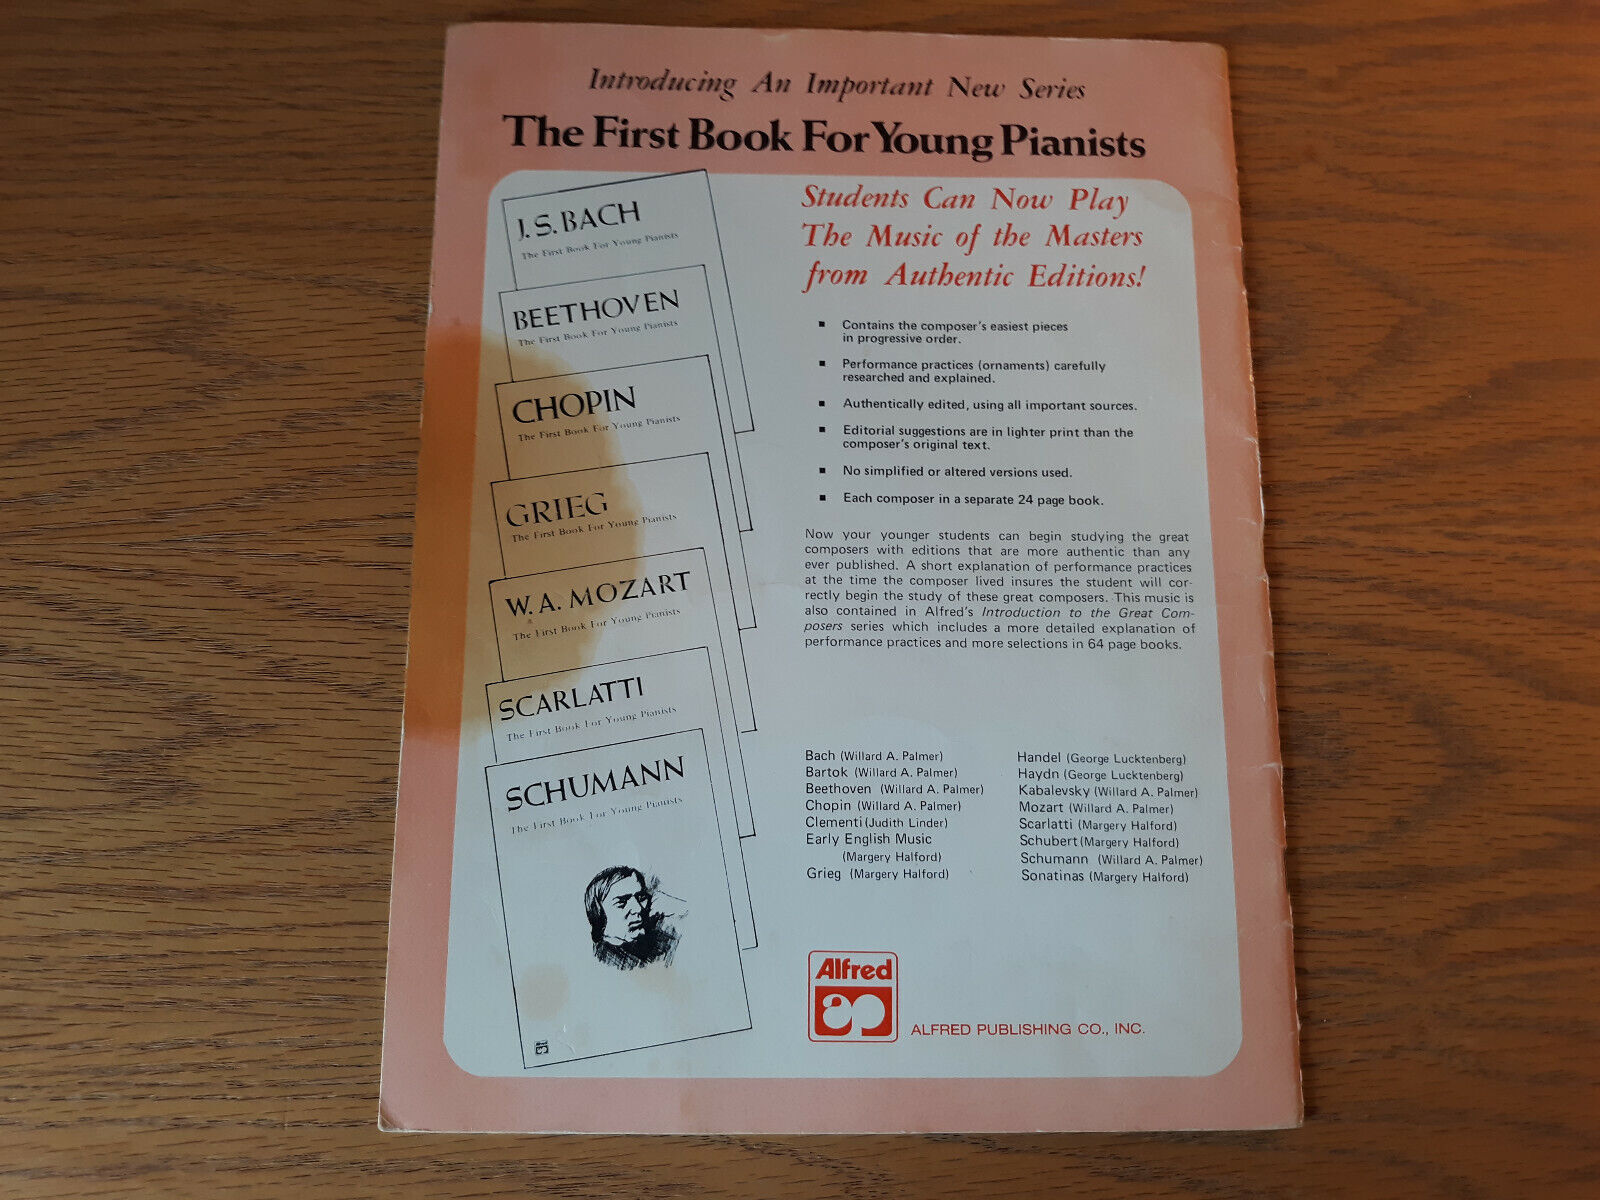 Introducing An Important New Series
The First Book For Young Pianists
J. S. BACH
The First Book For Young Pianists
BEETHOVEN
The First Book For Young Pianists
CHOPIN
The First Book For Young Pianists
GRIEG
The First Book For Young Pianists
W. A. MOZART
The First Book For Young Pianists
SCARLATTI
The First Book For Young Pianists
SCHUMANN
The First Book For Young Pianists
Students Can Now Play
The Music of the Masters
from Authentic Editions!
▪ Contains the composer's easiest pieces
in progressive order.
▪ Performance practices (ornaments) carefully
researched and explained.
▪ Authentically edited, using all important sources.
▪ Editorial suggestions are in lighter print than the
composer's original text.
▪ No simplified or altered versions used.
▪ Each composer in a separate 24 page book.
Now your younger students can begin studying the great
composers with editions that are more authentic than any
ever published. A short explanation of performance practices
at the time the composer lived insures the student will cor-
rectly begin the study of these great composers. This music is
also contained in Alfred's Introduction to the Great Com-
posers series which includes a more detailed explanation of
performance practices and more selections in 64 page books.
Bach (Willard A. Palmer)
Bartok (Willard A. Palmer)
Beethoven (Willard A. Palmer)
Chopin (Willard A. Palmer)
Clementi (Judith Linder)
Early English Music
(Margery Halford)
Grieg (Margery Halford)
Handel (George Lucktenberg)
Haydn (George Lucktenberg)
Kabalevsky (Willard A. Palmer)
Mozart (Willard A. Palmer)
Scarlatti (Margery Halford)
Schubert (Margery Halford)
Schumann (Willard A. Palmer)
Sonatinas (Margery Halford)
Alfred
ALFRED PUBLISHING CO., INC.